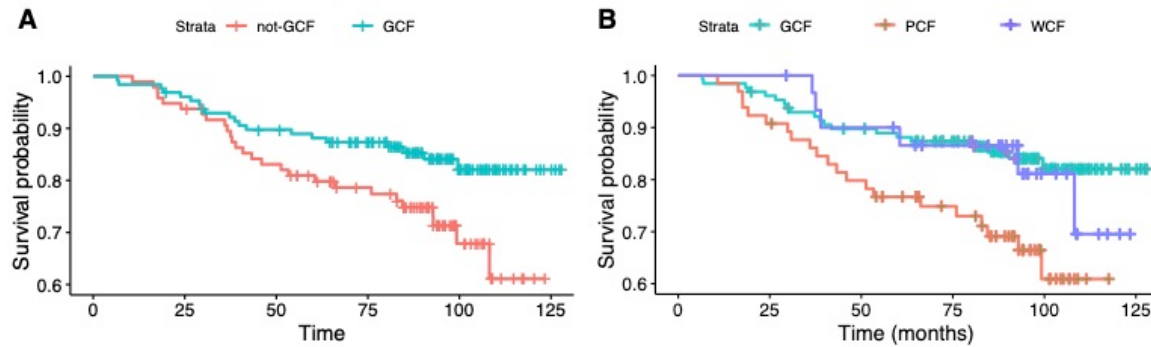 A
Strata not-GCF GCF
Survival probability
1.0
0.9
0.8
0.7
0.6
0 25 50 75 100 125
Time
B
Strata GCF PCF WCF
Survival probability
1.0
0.9
0.8
0.7
0.6
0 25 50 75 100 125
Time (months)